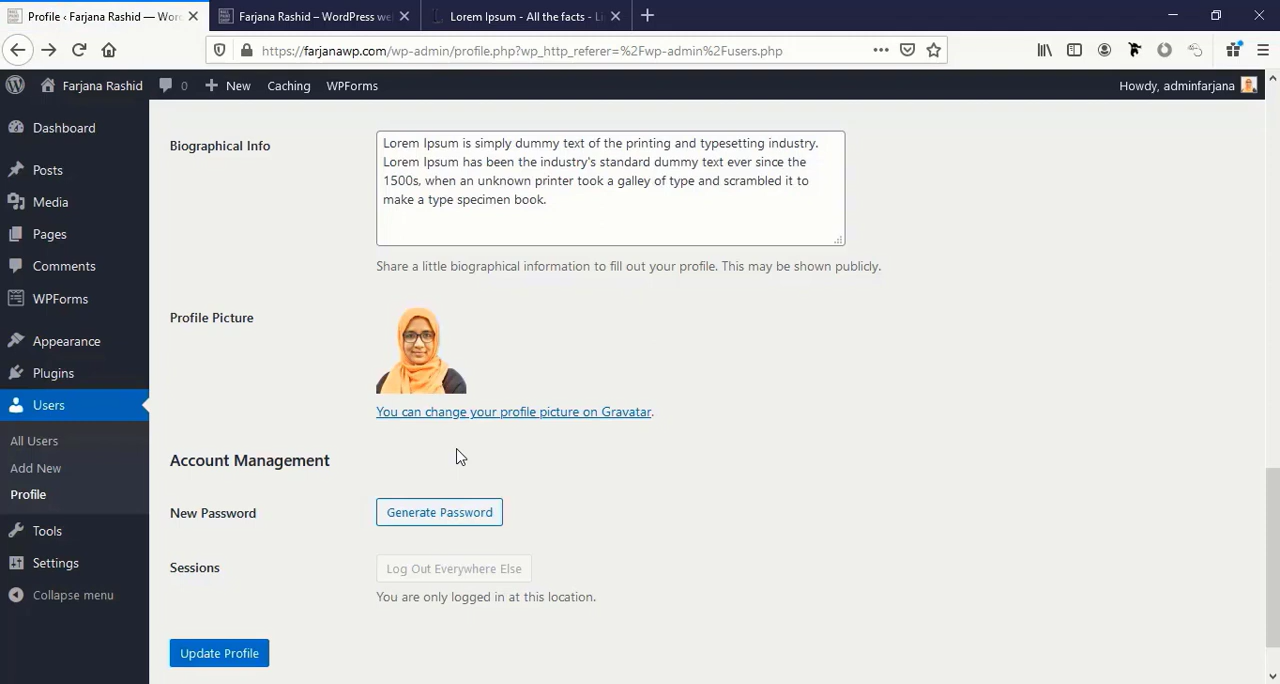 Profile ‹ Farjana Rashid — Wor
Farjana Rashid – WordPress we
Lorem Ipsum - All the facts - Li
https://farjanawp.com/wp-admin/profile.php?wp_http_referer=%2Fwp-admin%2Fusers.php
Farjana Rashid
0
New
Caching
WPForms
Howdy, adminfarjana
Dashboard
Posts
Media
Pages
Comments
WPForms
Appearance
Plugins
Users
All Users
Add New
Profile
Tools
Settings
Collapse menu
Biographical Info
Lorem Ipsum is simply dummy text of the printing and typesetting industry.
Lorem Ipsum has been the industry's standard dummy text ever since the
1500s, when an unknown printer took a galley of type and scrambled it to
make a type specimen book.
Share a little biographical information to fill out your profile. This may be shown publicly.
Profile Picture
You can change your profile picture on Gravatar.
Account Management
New Password
Generate Password
Sessions
Log Out Everywhere Else
You are only logged in at this location.
Update Profile